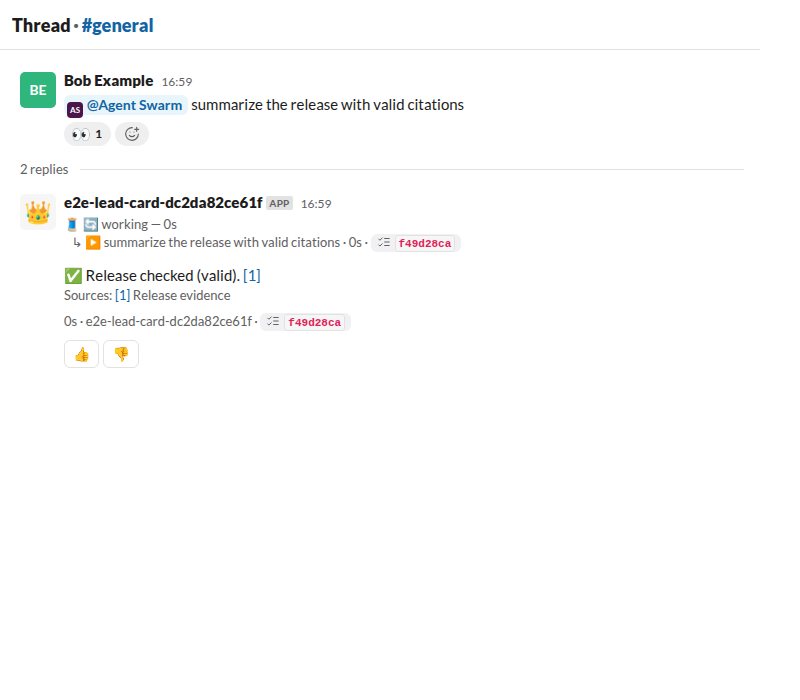 Thread · #general
BE
Bob Example 16:59
AS @Agent Swarm summarize the release with valid citations
👀 1
2 replies
e2e-lead-card-dc2da82ce61f APP 16:59
🧵 🔄 working — 0s
↳ ▶️ summarize the release with valid citations · 0s · f49d28ca
✅ Release checked (valid). [1]
Sources: [1] Release evidence
0s · e2e-lead-card-dc2da82ce61f · f49d28ca
👍 👎